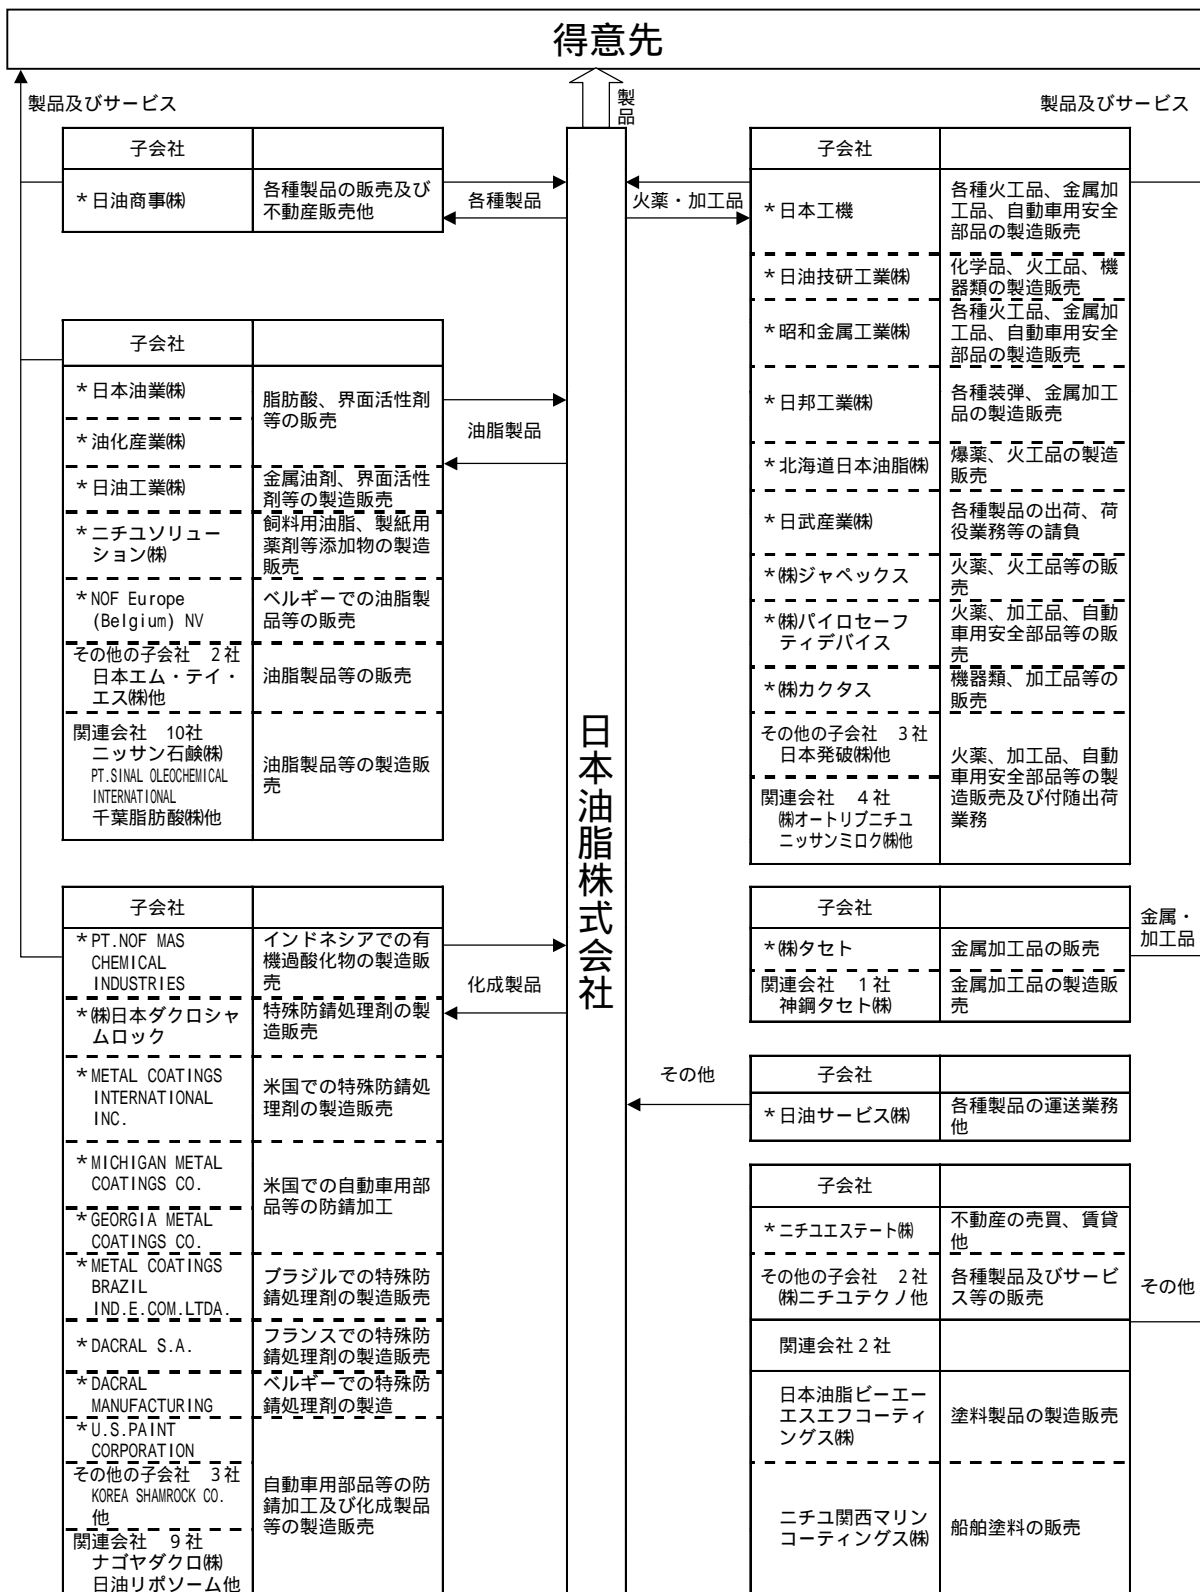 得意先
製品及びサービス
製品
製品及びサービス
子会社
*日油商事㈱
各種製品の販売及び
不動産販売他
各種製品
子会社
*日本油業㈱
*油化産業㈱
脂肪酸、界面活性剤
等の販売
*日油工業㈱
金属油剤、界面活性
剤等の製造販売
*ニチユソリュー
ション㈱
飼料用油脂、製紙用
薬剤等添加物の製造
販売
*NOF Europe
(Belgium) NV
ベルギーでの油脂製
品等の販売
その他の子会社 2社
日本エム・テイ・
エス㈱他
油脂製品等の販売
関連会社 10社
ニッサン石鹸㈱
PT.SINAL OLEOCHEMICAL
INTERNATIONAL
千葉脂肪酸㈱他
油脂製品等の製造販
売
油脂製品
子会社
*PT.NOF MAS
CHEMICAL
INDUSTRIES
インドネシアでの有
機過酸化物の製造販
売
*㈱日本ダクロシャ
ムロック
特殊防錆処理剤の製
造販売
*METAL COATINGS
INTERNATIONAL
INC.
米国での特殊防錆処
理剤の製造販売
*MICHIGAN METAL
COATINGS CO.
*GEORGIA METAL
COATINGS CO.
米国での自動車用部
品等の防錆加工
*METAL COATINGS
BRAZIL
IND.E.COM.LTDA.
ブラジルでの特殊防
錆処理剤の製造販売
*DACRAL S.A.
フランスでの特殊防
錆処理剤の製造販売
*DACRAL
MANUFACTURING
ベルギーでの特殊防
錆処理剤の製造
*U.S.PAINT
CORPORATION
その他の子会社 3社
KOREA SHAMROCK CO.
他
関連会社 9社
ナゴヤダクロ㈱
日油リポソーム他
自動車用部品等の防
錆加工及び化成製品
等の製造販売
化成製品
日本油脂株式会社
火薬・加工品
子会社
*日本工機
各種火工品、金属加
工品、自動車用安全
部品の製造販売
*日油技研工業㈱
化学品、火工品、機
器類の製造販売
*昭和金属工業㈱
各種火工品、金属加
工品、自動車用安全
部品の製造販売
*日邦工業㈱
各種装弾、金属加工
品の製造販売
*北海道日本油脂㈱
爆薬、火工品の製造
販売
*日武産業㈱
各種製品の出荷、荷
役業務等の請負
*㈱ジャペックス
火薬、火工品等の販
売
*㈱パイロセーフ
ティデバイス
火薬、加工品、自動
車用安全部品等の販
売
*㈱カクタス
機器類、加工品等の
販売
その他の子会社 3社
日本発破㈱他
関連会社 4社
㈱オートリブニチユ
ニッサンミロク㈱他
火薬、加工品、自動
車用安全部品等の製
造販売及び付随出荷
業務
子会社
*㈱タセト
金属加工品の販売
関連会社 1社
神鋼タセト㈱
金属加工品の製造販
売
金属・
加工品
その他
子会社
*日油サービス㈱
各種製品の運送業務
他
子会社
*ニチユエステート㈱
不動産の売買、賃貸
他
その他の子会社 2社
㈱ニチユテクノ他
各種製品及びサービ
ス等の販売
その他
関連会社2社
日本油脂ビーエー
エスエフコーティ
ングス㈱
塗料製品の製造販売
ニチユ関西マリン
コーティングス㈱
船舶塗料の販売